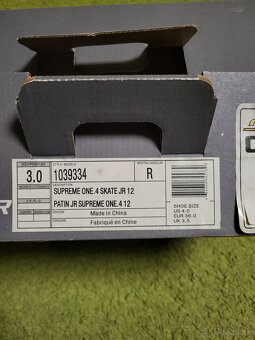 3.0
1039334
R
SUPREME ONE.4 SKATE JR 12
PATIN JR SUPREME ONE.4 12
Made in China
Fabriqué en Chine
SHOE SIZE
US 4.0
EUR 36.0
UK 3.5
R